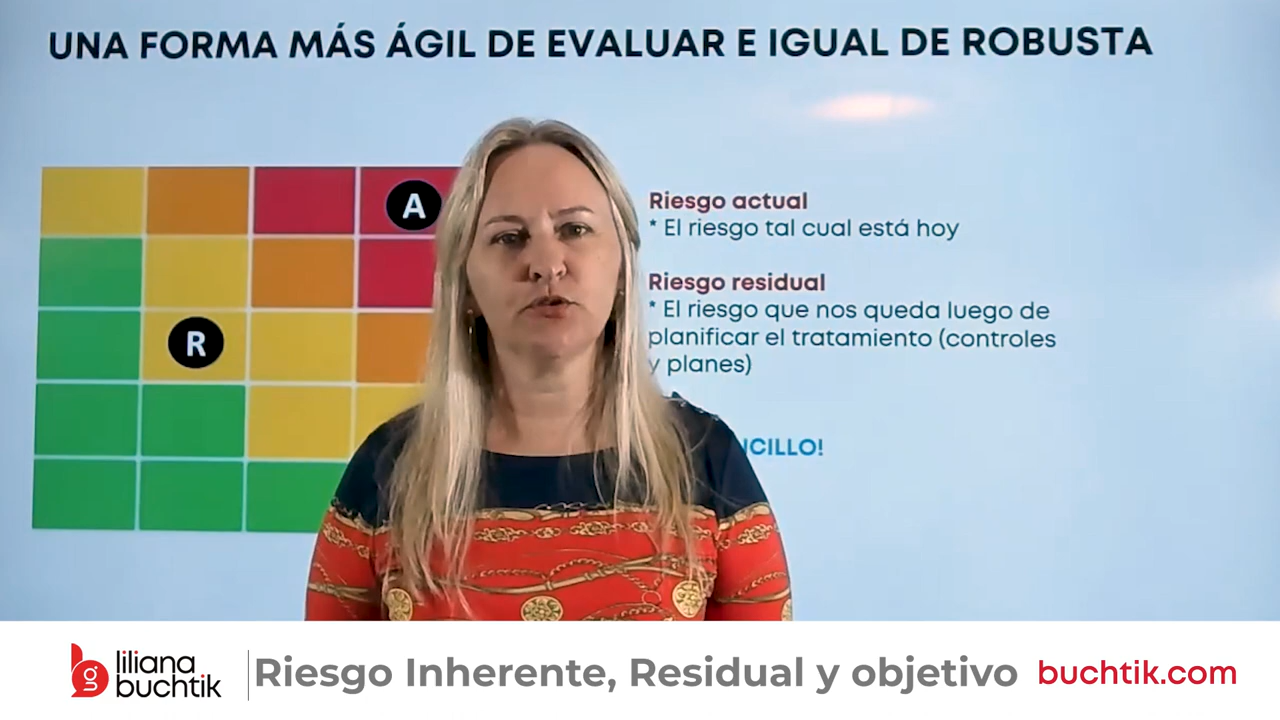 UNA FORMA MÁS ÁGIL DE EVALUAR E IGUAL DE ROBUSTA
A
R
Riesgo actual
* El riesgo tal cual está hoy
Riesgo residual
* El riesgo que nos queda luego de
planificar el tratamiento (controles
y planes)
liliana
buchtik
Riesgo Inherente, Residual y objetivo
buchtik.com